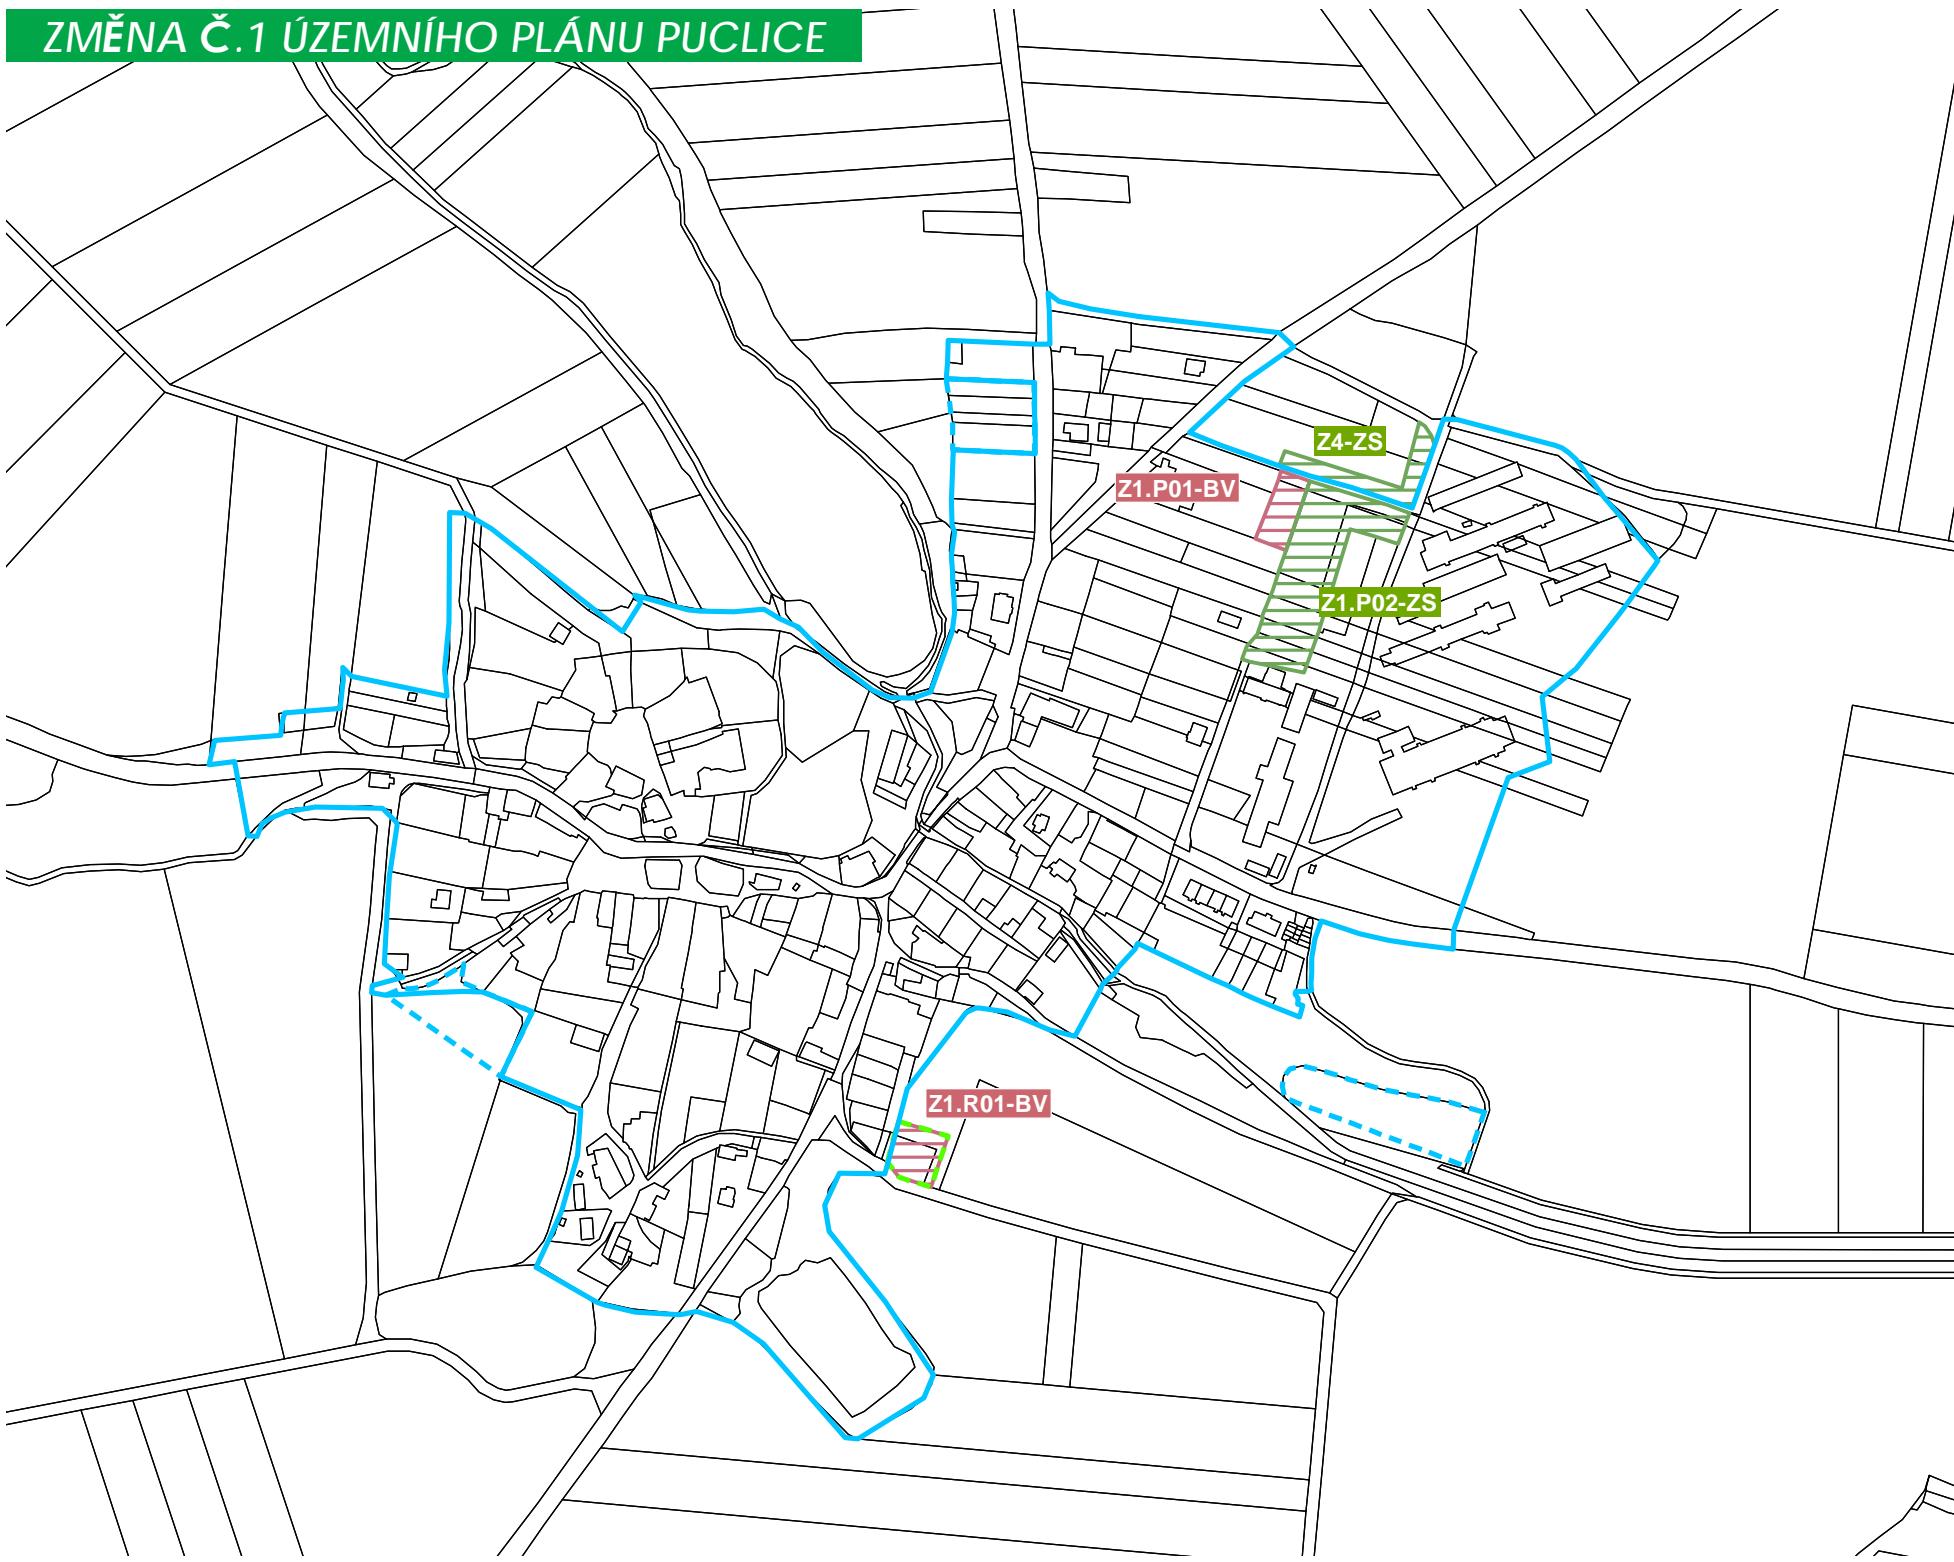 ZMĚNA Č.1 ÚZEMNÍHO PLÁNU PUCLICE
Z4-ZS
Z1.P01-BV
Z1.P02-ZS
Z1.R01-BV